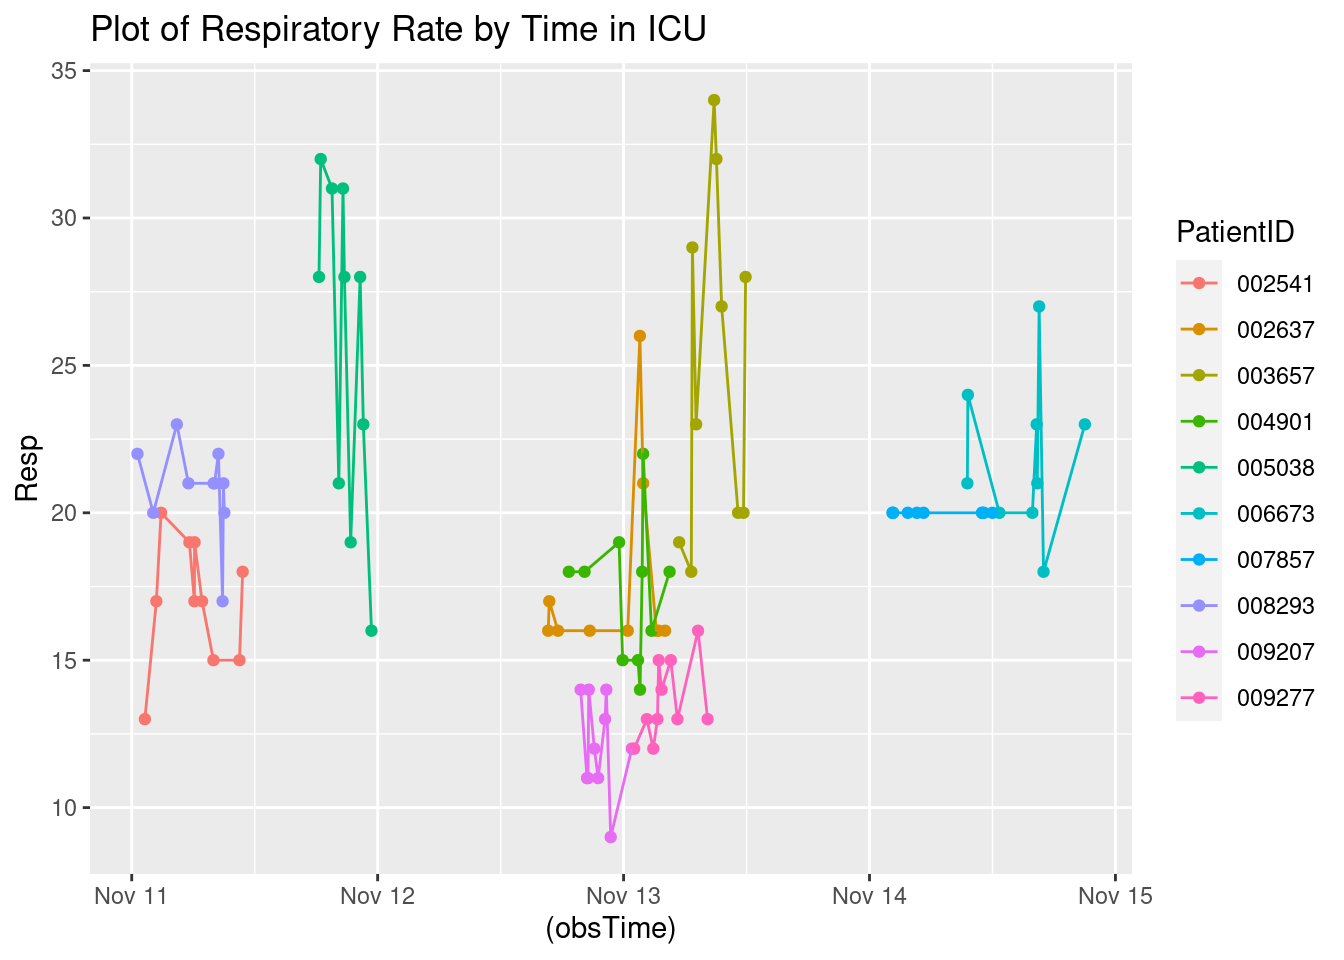 Plot of Respiratory Rate by Time in ICU
35
30
25
20
15
10
Resp
Nov 11
Nov 12
Nov 13
Nov 14
Nov 15
(obsTime)
PatientID
002541
002637
003657
004901
005038
006673
007857
008293
009207
009277